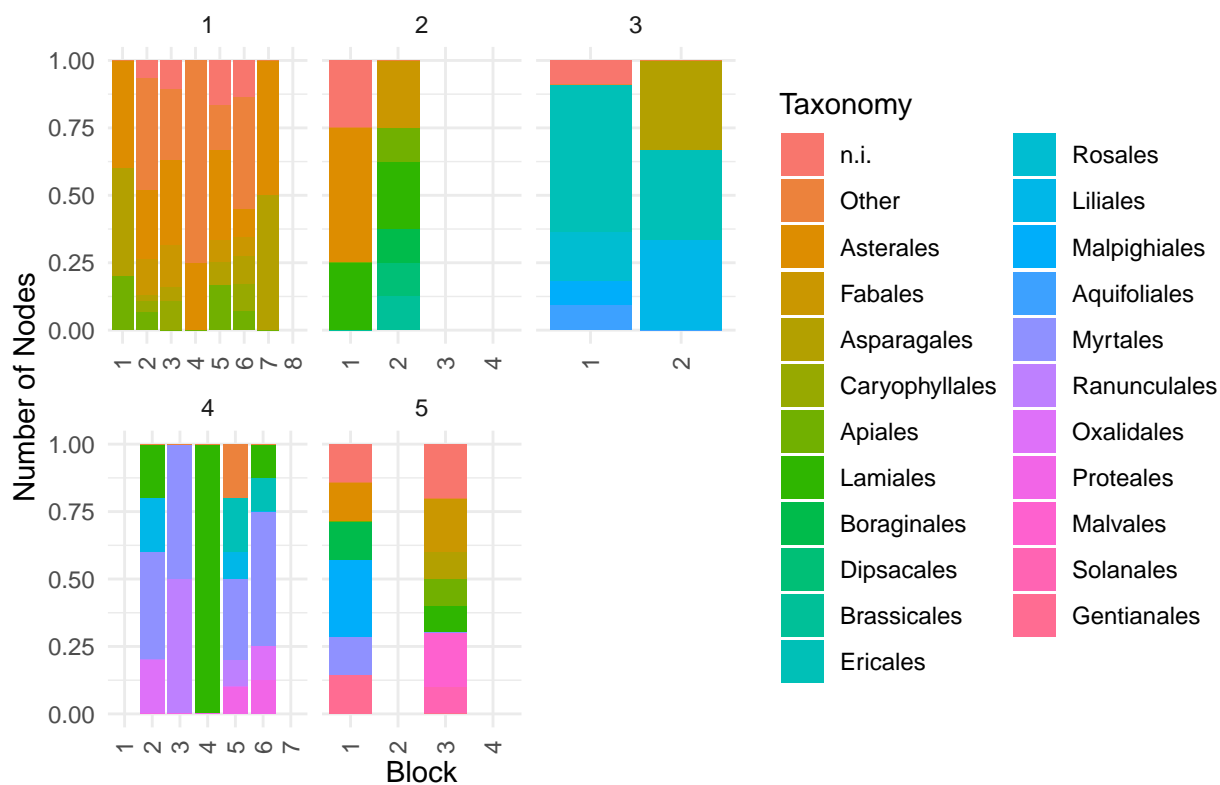 1 2 3
1.00
0.75
0.50
0.25
0.00
1 2 3 4 5 6 7 8
1 2 3 4
1 2
4 5
1.00
0.75
0.50
0.25
0.00
1 2 3 4 5 6 7
1 2 3 4
Number of Nodes
Block
Taxonomy
n.i.
Other
Asterales
Fabales
Asparagales
Caryophyllales
Apiales
Lamiales
Boraginales
Dipsacales
Brassicales
Ericales
Rosales
Liliales
Malpighiales
Aquifoliales
Myrtales
Ranunculales
Oxalidales
Proteales
Malvales
Solanales
Gentianales